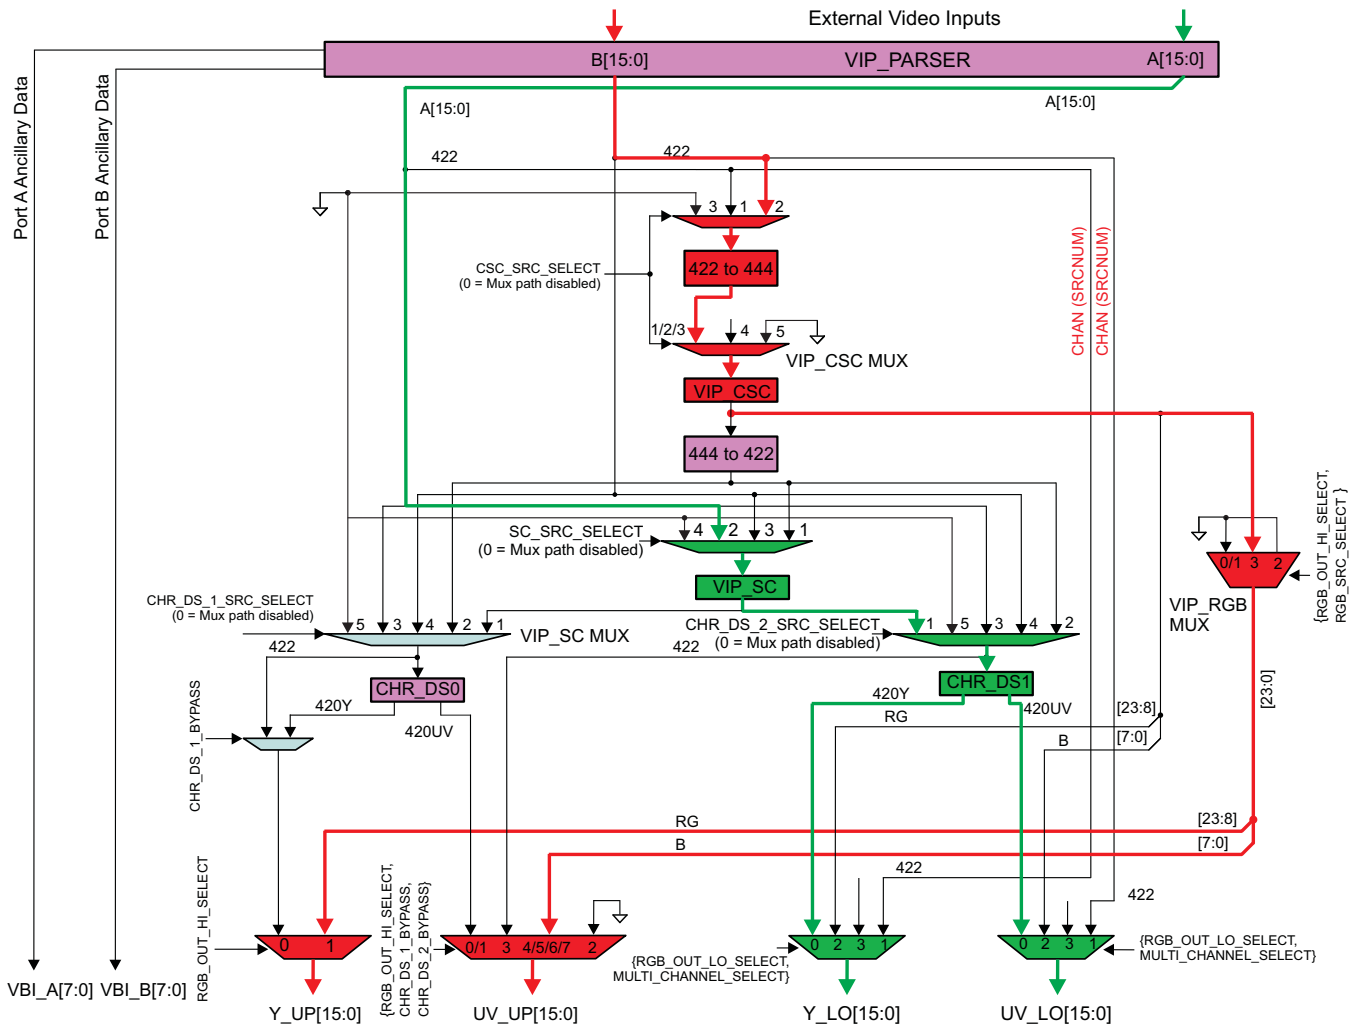 External Video Inputs
B[15:0]
VIP_PARSER
A[15:0]
A[15:0]
A[15:0]
Port A Ancillary Data
Port B Ancillary Data
422
422
3 1 2
CSC_SRC_SELECT
(0 = Mux path disabled)
422 to 444
CHAN (SRCNUM)
CHAN (SRCNUM)
1/2/3 4 5
VIP_CSC MUX
VIP_CSC
444 to 422
SC_SRC_SELECT
(0 = Mux path disabled)
4 2 3 1
{RGB_OUT_HI_SELECT,
RGB_SRC_SELECT }
0/1 3 2
VIP_RGB
MUX
VIP_SC
CHR_DS_1_SRC_SELECT
(0 = Mux path disabled)
5 3 4 2 1
VIP_SC MUX
CHR_DS_2_SRC_SELECT
(0 = Mux path disabled)
1 5 3 4 2
422
422
CHR_DS0
CHR_DS1
[23:0]
CHR_DS_1_BYPASS
420Y
420UV
420Y
420UV
RG
[23:8]
B
[7:0]
RG
[23:8]
B
[7:0]
422
422
RGB_OUT_HI_SELECT
0 1
{RGB_OUT_HI_SELECT,
CHR_DS_1_BYPASS,
CHR_DS_2_BYPASS}
0/1 3 4/5/6/7 2
0 2 3 1
{RGB_OUT_LO_SELECT,
MULTI_CHANNEL_SELECT}
0 2 3 1
{RGB_OUT_LO_SELECT,
MULTI_CHANNEL_SELECT}
VBI_A[7:0] VBI_B[7:0]
Y_UP[15:0]
UV_UP[15:0]
Y_LO[15:0]
UV_LO[15:0]